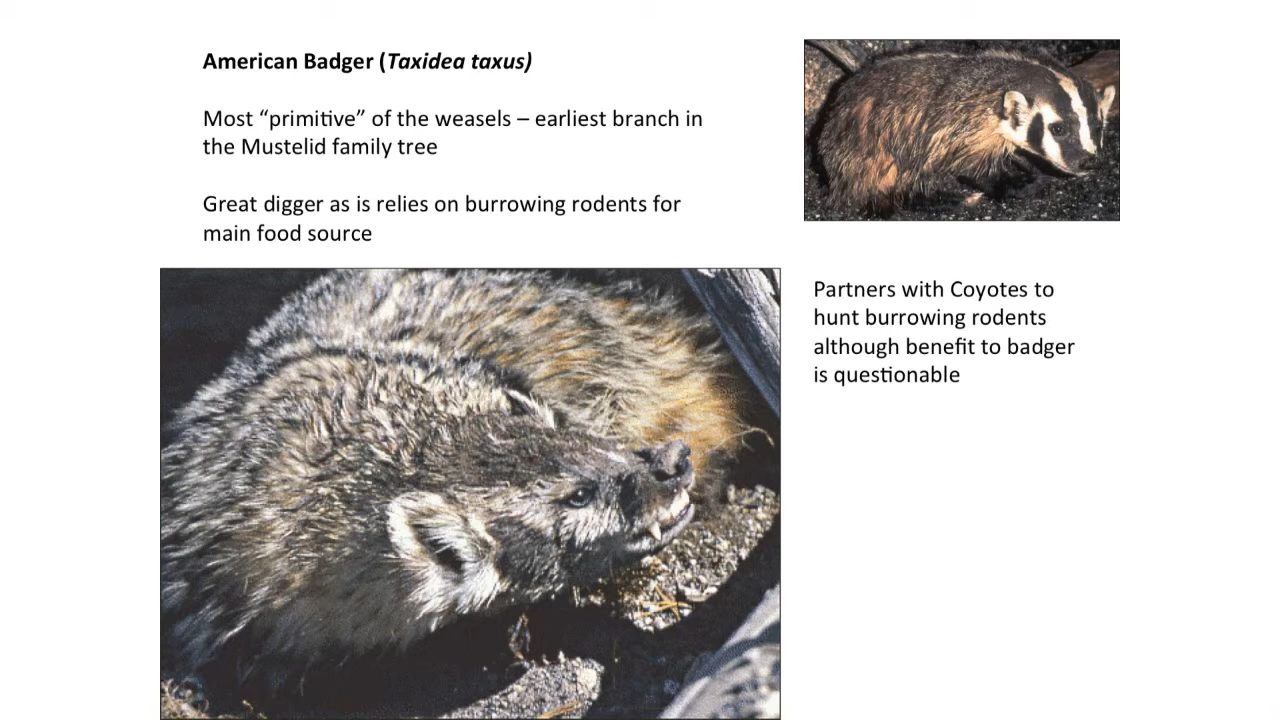 American Badger (Taxidea taxus)
Most “primitive” of the weasels – earliest branch in
the Mustelid family tree
Great digger as is relies on burrowing rodents for
main food source
Partners with Coyotes to
hunt burrowing rodents
although benefit to badger
is questionable